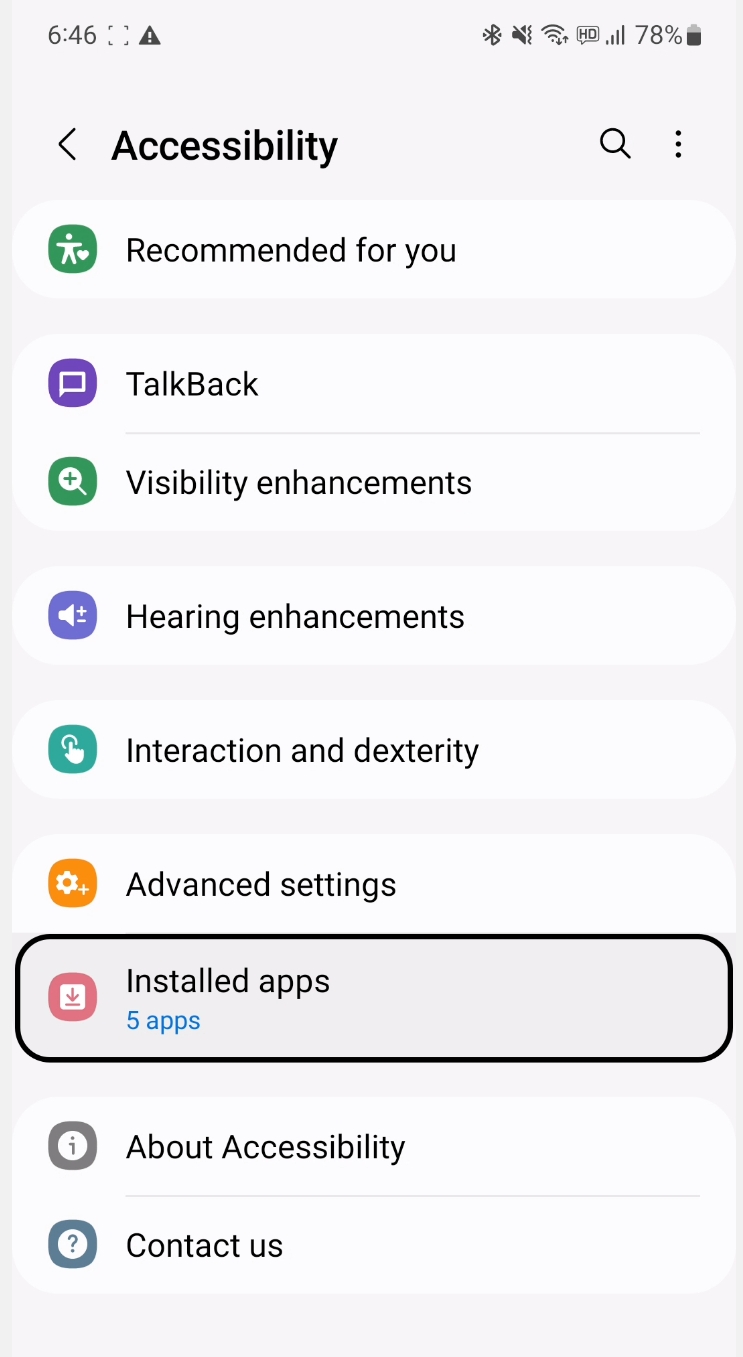 6:46 HD 78%
Accessibility
Recommended for you
TalkBack
Visibility enhancements
Hearing enhancements
Interaction and dexterity
Advanced settings
Installed apps
5 apps
About Accessibility
Contact us